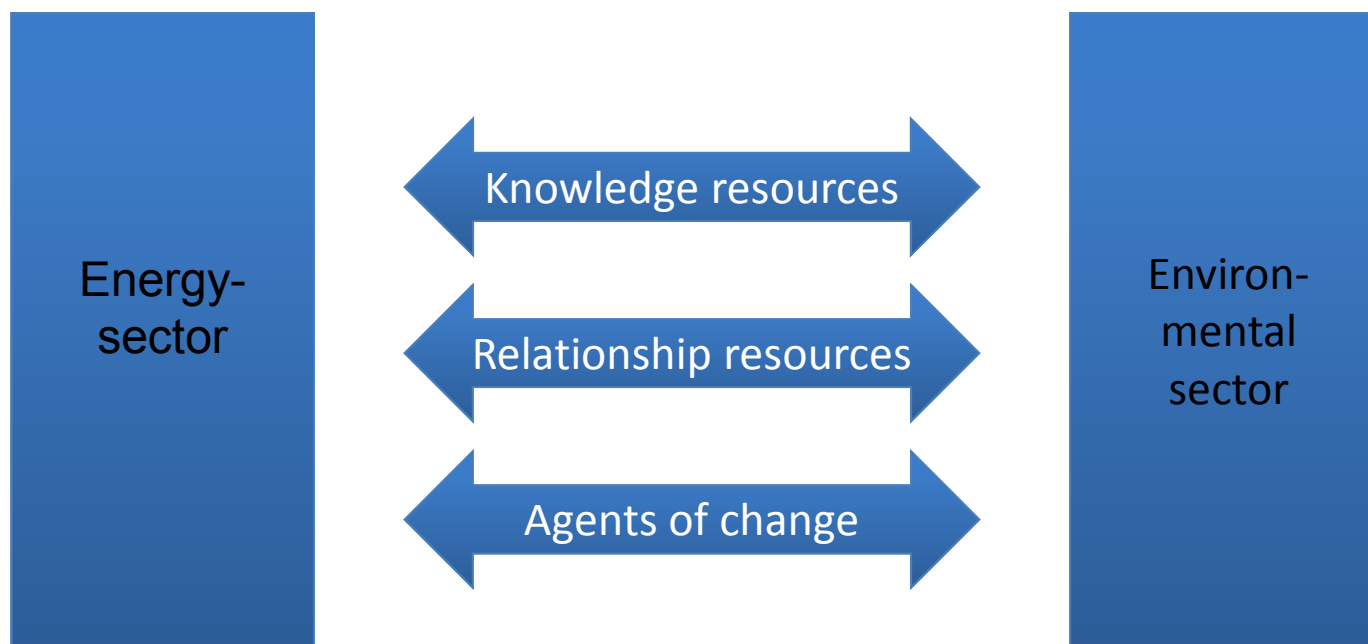 Energy-
sector
Knowledge resources
Relationship resources
Agents of change
Environ-
mental
sector